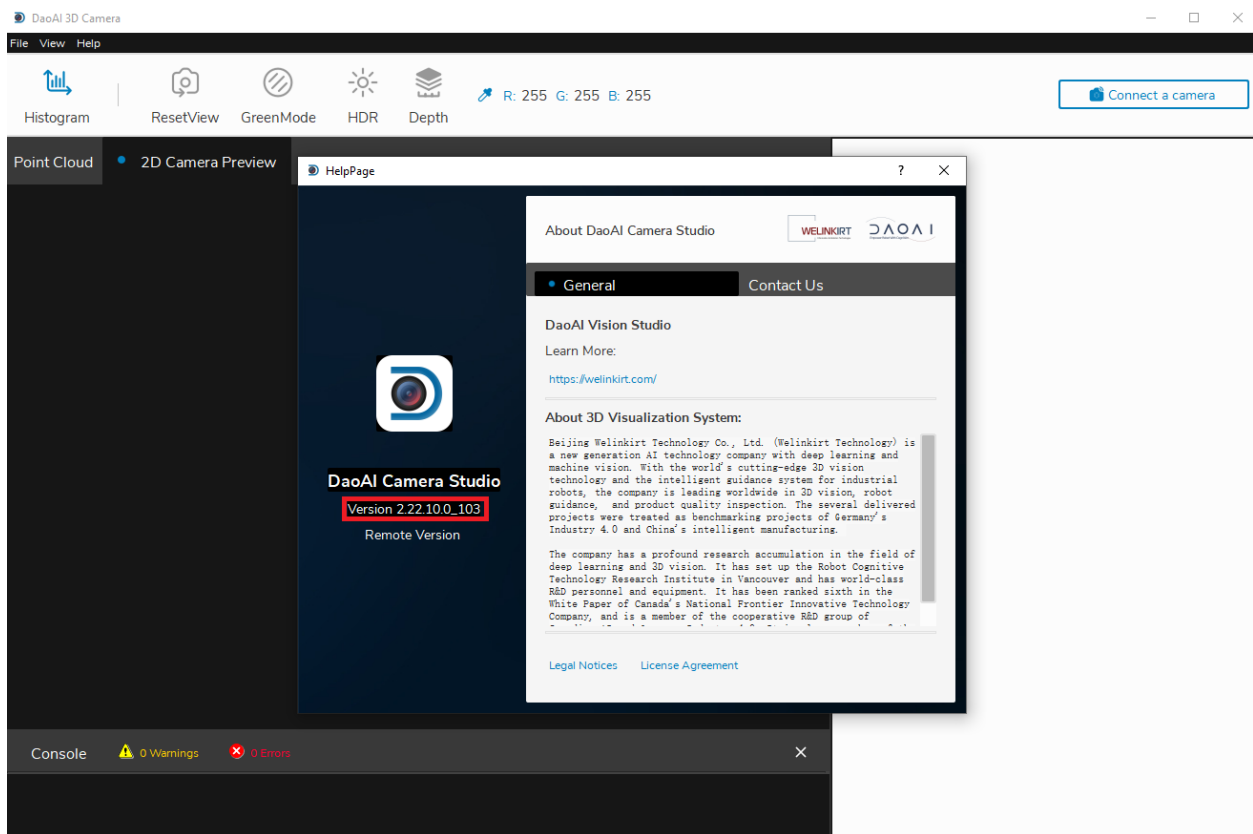 DaoAI 3D Camera
File View Help
Histogram
ResetView
GreenMode
HDR
Depth
R: 255 G: 255 B: 255
Connect a camera
Point Cloud
2D Camera Preview
HelpPage
?
DaoAI Camera Studio
Version 2.22.10.0_103
Remote Version
About DaoAI Camera Studio
WELINKIRT
DAOAI
General
Contact Us
DaoAI Vision Studio
Learn More:
https://welinkirt.com/
About 3D Visualization System:
Beijing Welinkirt Technology Co., Ltd. (Welinkirt Technology) is
a new generation AI technology company with deep learning and
machine vision. With the world's cutting-edge 3D vision
technology and the intelligent guidance system for industrial
robots, the company is leading worldwide in 3D vision, robot
guidance, and product quality inspection. The several delivered
projects were treated as benchmarking projects of Germany's
Industry 4.0 and China's intelligent manufacturing.
The company has a profound research accumulation in the field of
deep learning and 3D vision. It has set up the Robot Cognitive
Technology Research Institute in Vancouver and has world-class
R&D personnel and equipment. It has been ranked sixth in the
White Paper of Canada's National Frontier Innovative Technology
Company, and is a member of the cooperative R&D group of
Legal Notices
License Agreement
Console
0 Warnings
0 Errors